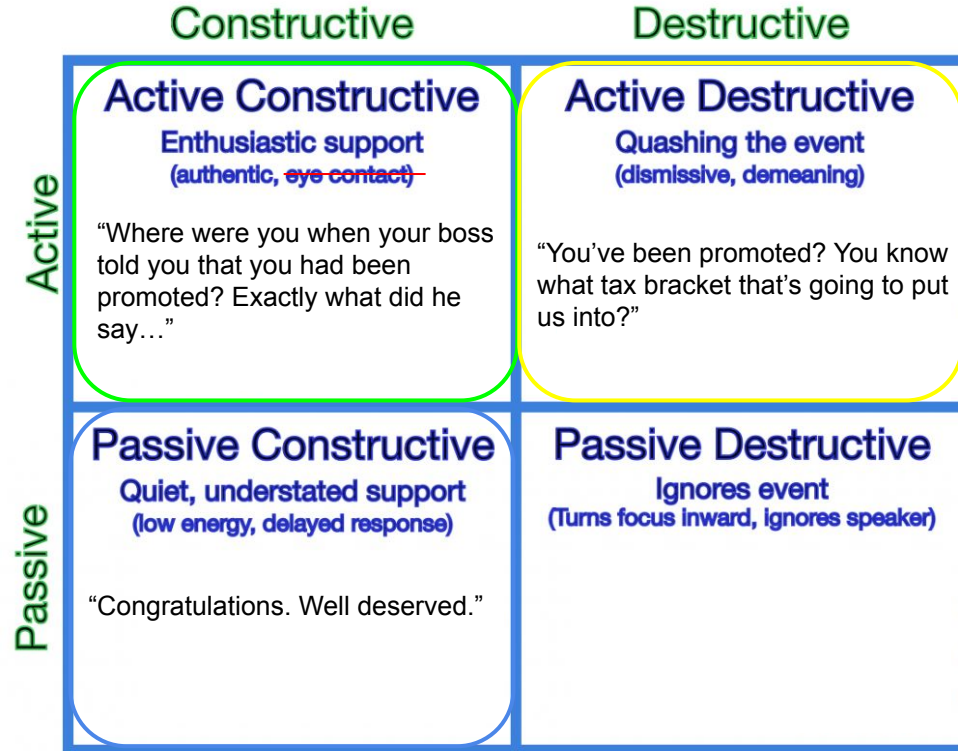 Constructive
Destructive
Active
Active Constructive
Enthusiastic support
(authentic, eye contact)
“Where were you when your boss
told you that you had been
promoted? Exactly what did he
say…”
Active Destructive
Quashing the event
(dismissive, demeaning)
“You’ve been promoted? You know
what tax bracket that’s going to put
us into?”
Passive
Passive Constructive
Quiet, understated support
(low energy, delayed response)
“Congratulations. Well deserved.”
Passive Destructive
Ignores event
(Turns focus inward, ignores speaker)